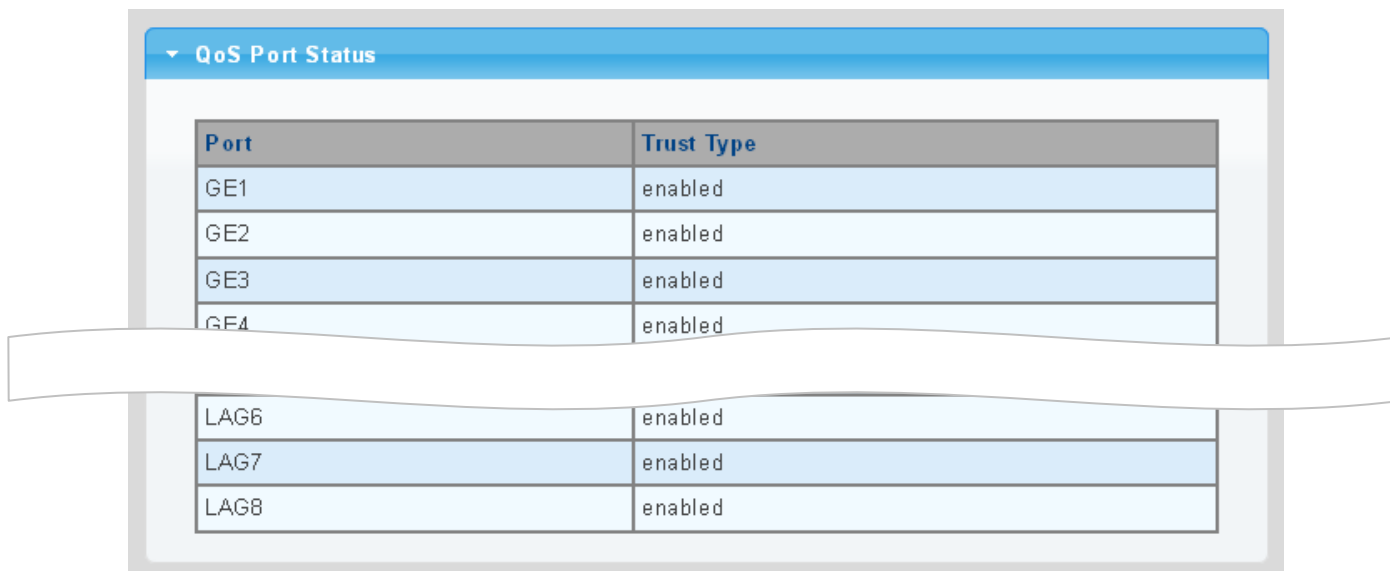 QoS Port Status
Port Trust Type
GE1 enabled
GE2 enabled
GE3 enabled
GE4 enabled
LAG6 enabled
LAG7 enabled
LAG8 enabled